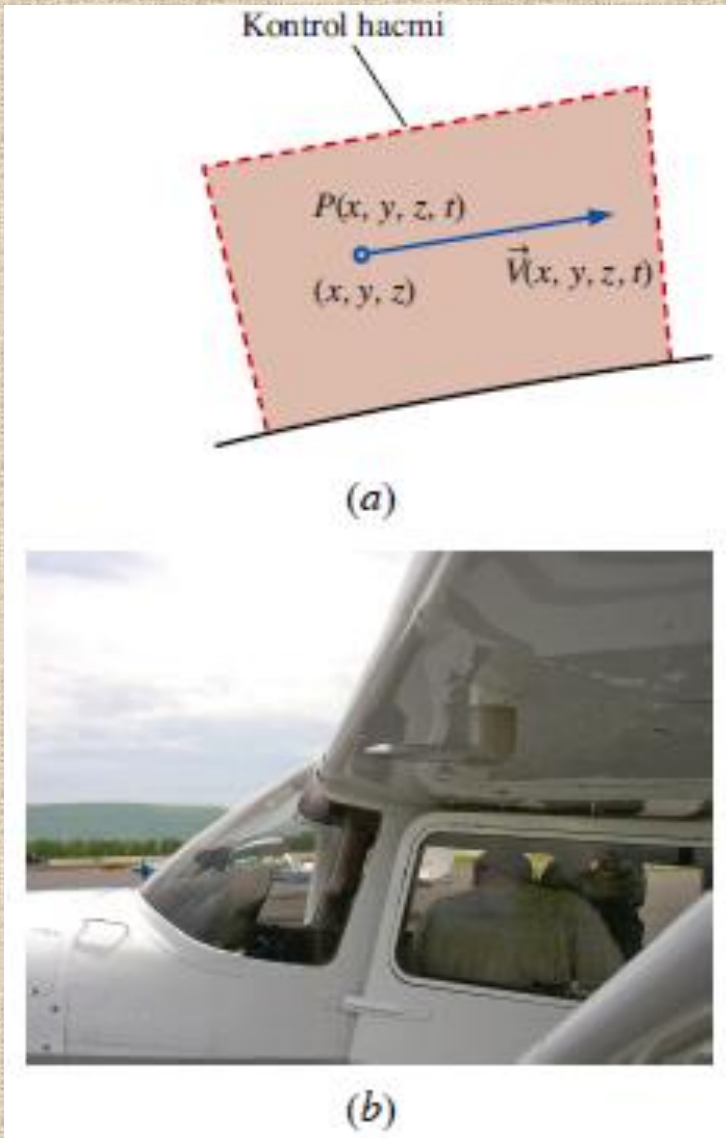 Kontrol hacmi
P(x, y, z, t)
(x, y, z)
V⃗(x, y, z, t)
(a)
(b)